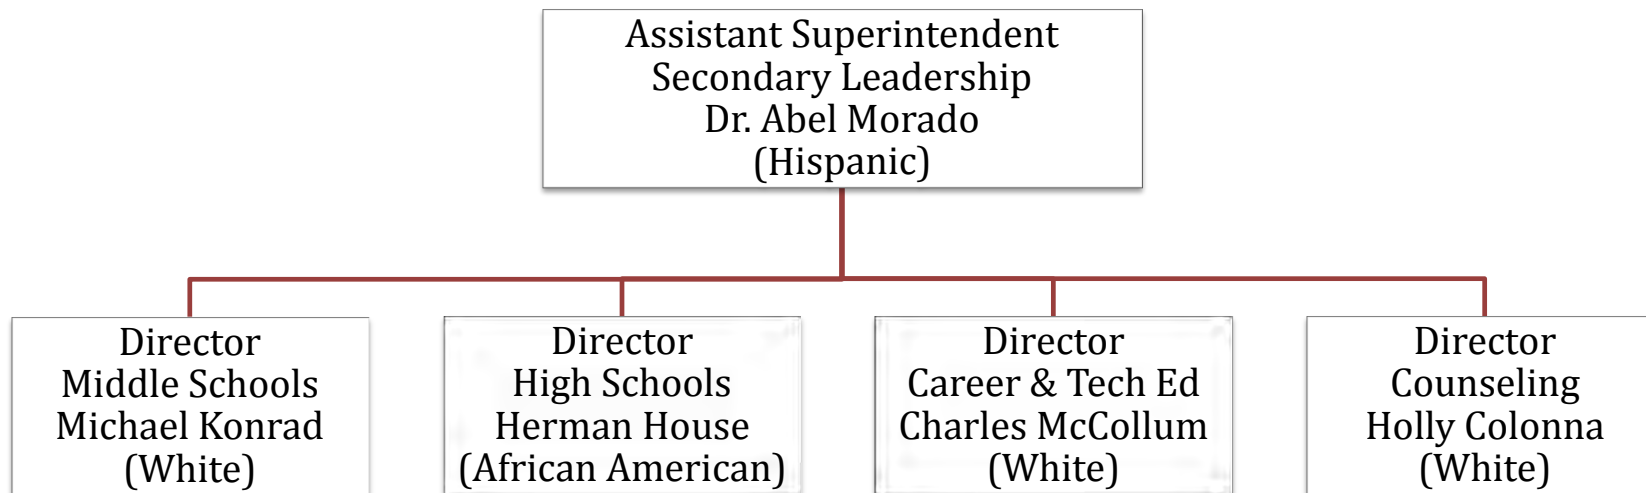 Assistant Superintendent
Secondary Leadership
Dr. Abel Morado
(Hispanic)
Director
Middle Schools
Michael Konrad
(White)
Director
High Schools
Herman House
(African American)
Director
Career & Tech Ed
Charles McCollum
(White)
Director
Counseling
Holly Colonna
(White)